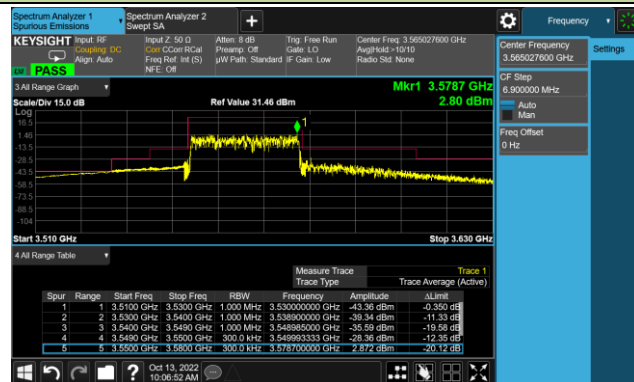 Spectrum Analyzer 1
Spurious Emissions
Spectrum Analyzer 2
Swept SA
Frequency
KEYSIGHT
Input: RF
Coupling: DC
Align: Auto
Input Z: 50 Ω
Corr CCorr RCal
Freq Ref: Int (S)
NFE: Off
Atten: 8 dB
Preamp: Off
µW Path: Standard
Trig: Free Run
Gate: LO
IF Gain: Low
Center Freq: 3.565027600 GHz
Avg|Hold:>10/10
Radio Std: None
PASS
Center Frequency
3.565027600 GHz
Settings
CF Step
6.900000 MHz
Auto
Man
Freq Offset
0 Hz
3 All Range Graph
Mkr1 3.5787 GHz
2.80 dBm
Scale/Div 15.0 dB
Ref Value 31.46 dBm
Log
16.5
1.46
-13.5
-28.5
-43.5
-58.5
-73.5
-88.5
-104
1
Start 3.510 GHz
Stop 3.630 GHz
4 All Range Table
Measure Trace Trace 1
Trace Type Trace Average (Active)
Spur Range Start Freq Stop Freq RBW Frequency Amplitude ΔLimit
1 1 3.5100 GHz 3.5300 GHz 1.000 MHz 3.530000000 GHz -43.36 dBm -0.350 dB
2 2 3.5300 GHz 3.5400 GHz 1.000 MHz 3.538900000 GHz -39.34 dBm -11.33 dB
3 3 3.5400 GHz 3.5490 GHz 1.000 MHz 3.548985000 GHz -35.59 dBm -19.58 dB
4 4 3.5490 GHz 3.5500 GHz 300.0 kHz 3.549993333 GHz -28.36 dBm -12.35 dB
5 5 3.5500 GHz 3.5800 GHz 300.0 kHz 3.578700000 GHz 2.872 dBm -20.12 dB
Oct 13, 2022
10:06:52 AM